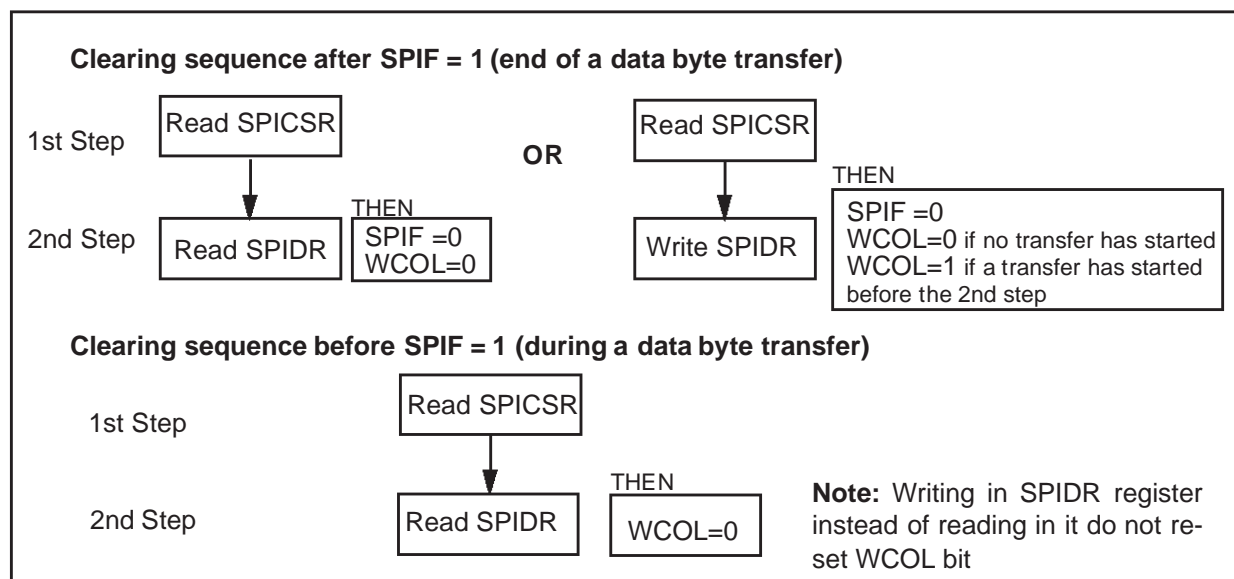 Clearing sequence after SPIF = 1 (end of a data byte transfer)
1st Step
Read SPICSR
OR
Read SPICSR
2nd Step
Read SPIDR
THEN
SPIF =0
WCOL=0
Write SPIDR
THEN
SPIF =0
WCOL=0 if no transfer has started
WCOL=1 if a transfer has started
before the 2nd step
Clearing sequence before SPIF = 1 (during a data byte transfer)
1st Step
Read SPICSR
2nd Step
Read SPIDR
THEN
WCOL=0
Note: Writing in SPIDR register
instead of reading in it do not re-
set WCOL bit